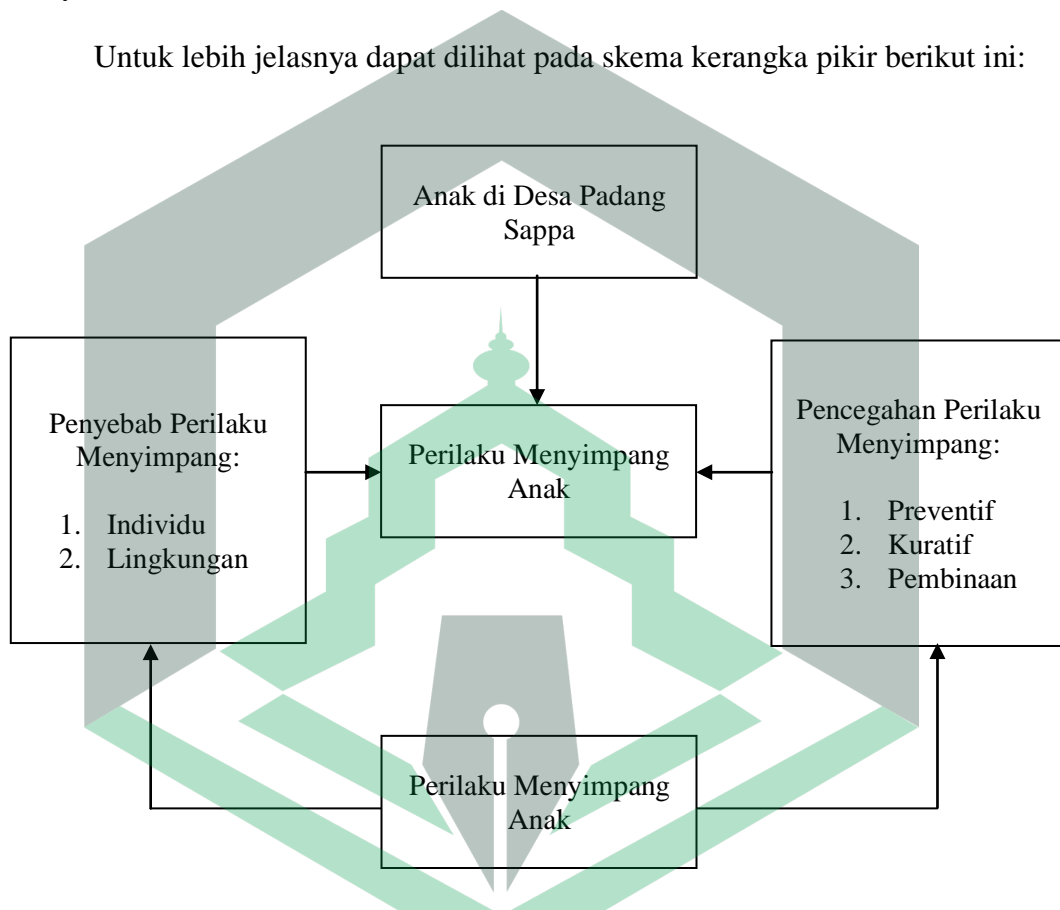 Untuk lebih jelasnya dapat dilihat pada skema kerangka pikir berikut ini:
Anak di Desa Padang
Sappa
Penyebab Perilaku
Menyimpang:
1. Individu
2. Lingkungan
Perilaku Menyimpang
Anak
Pencegahan Perilaku
Menyimpang:
1. Preventif
2. Kuratif
3. Pembinaan
Perilaku Menyimpang
Anak